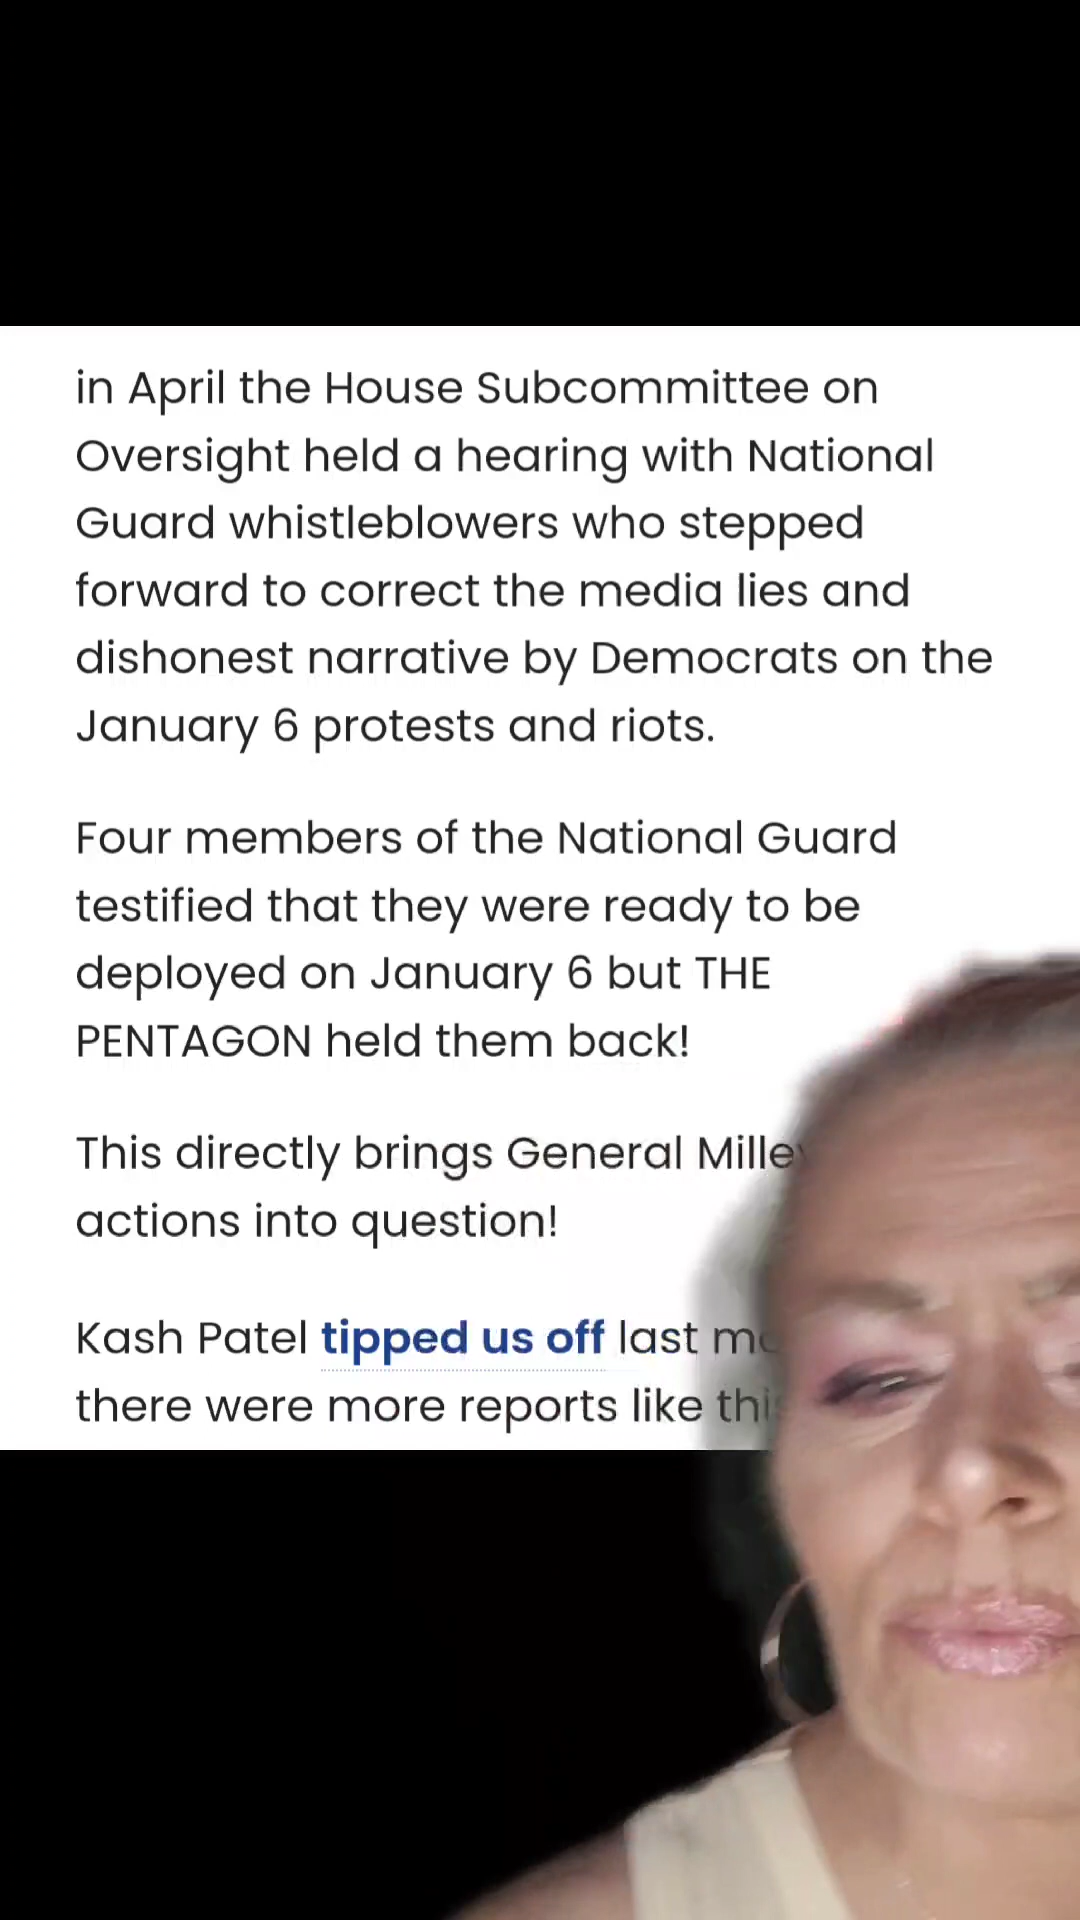 in April the House Subcommittee on
Oversight held a hearing with National
Guard whistleblowers who stepped
forward to correct the media lies and
dishonest narrative by Democrats on the
January 6 protests and riots.
Four members of the National Guard
testified that they were ready to be
deployed on January 6 but THE
PENTAGON held them back!
This directly brings General
actions into question!
Kash Patel tipped us off last
there were more reports like